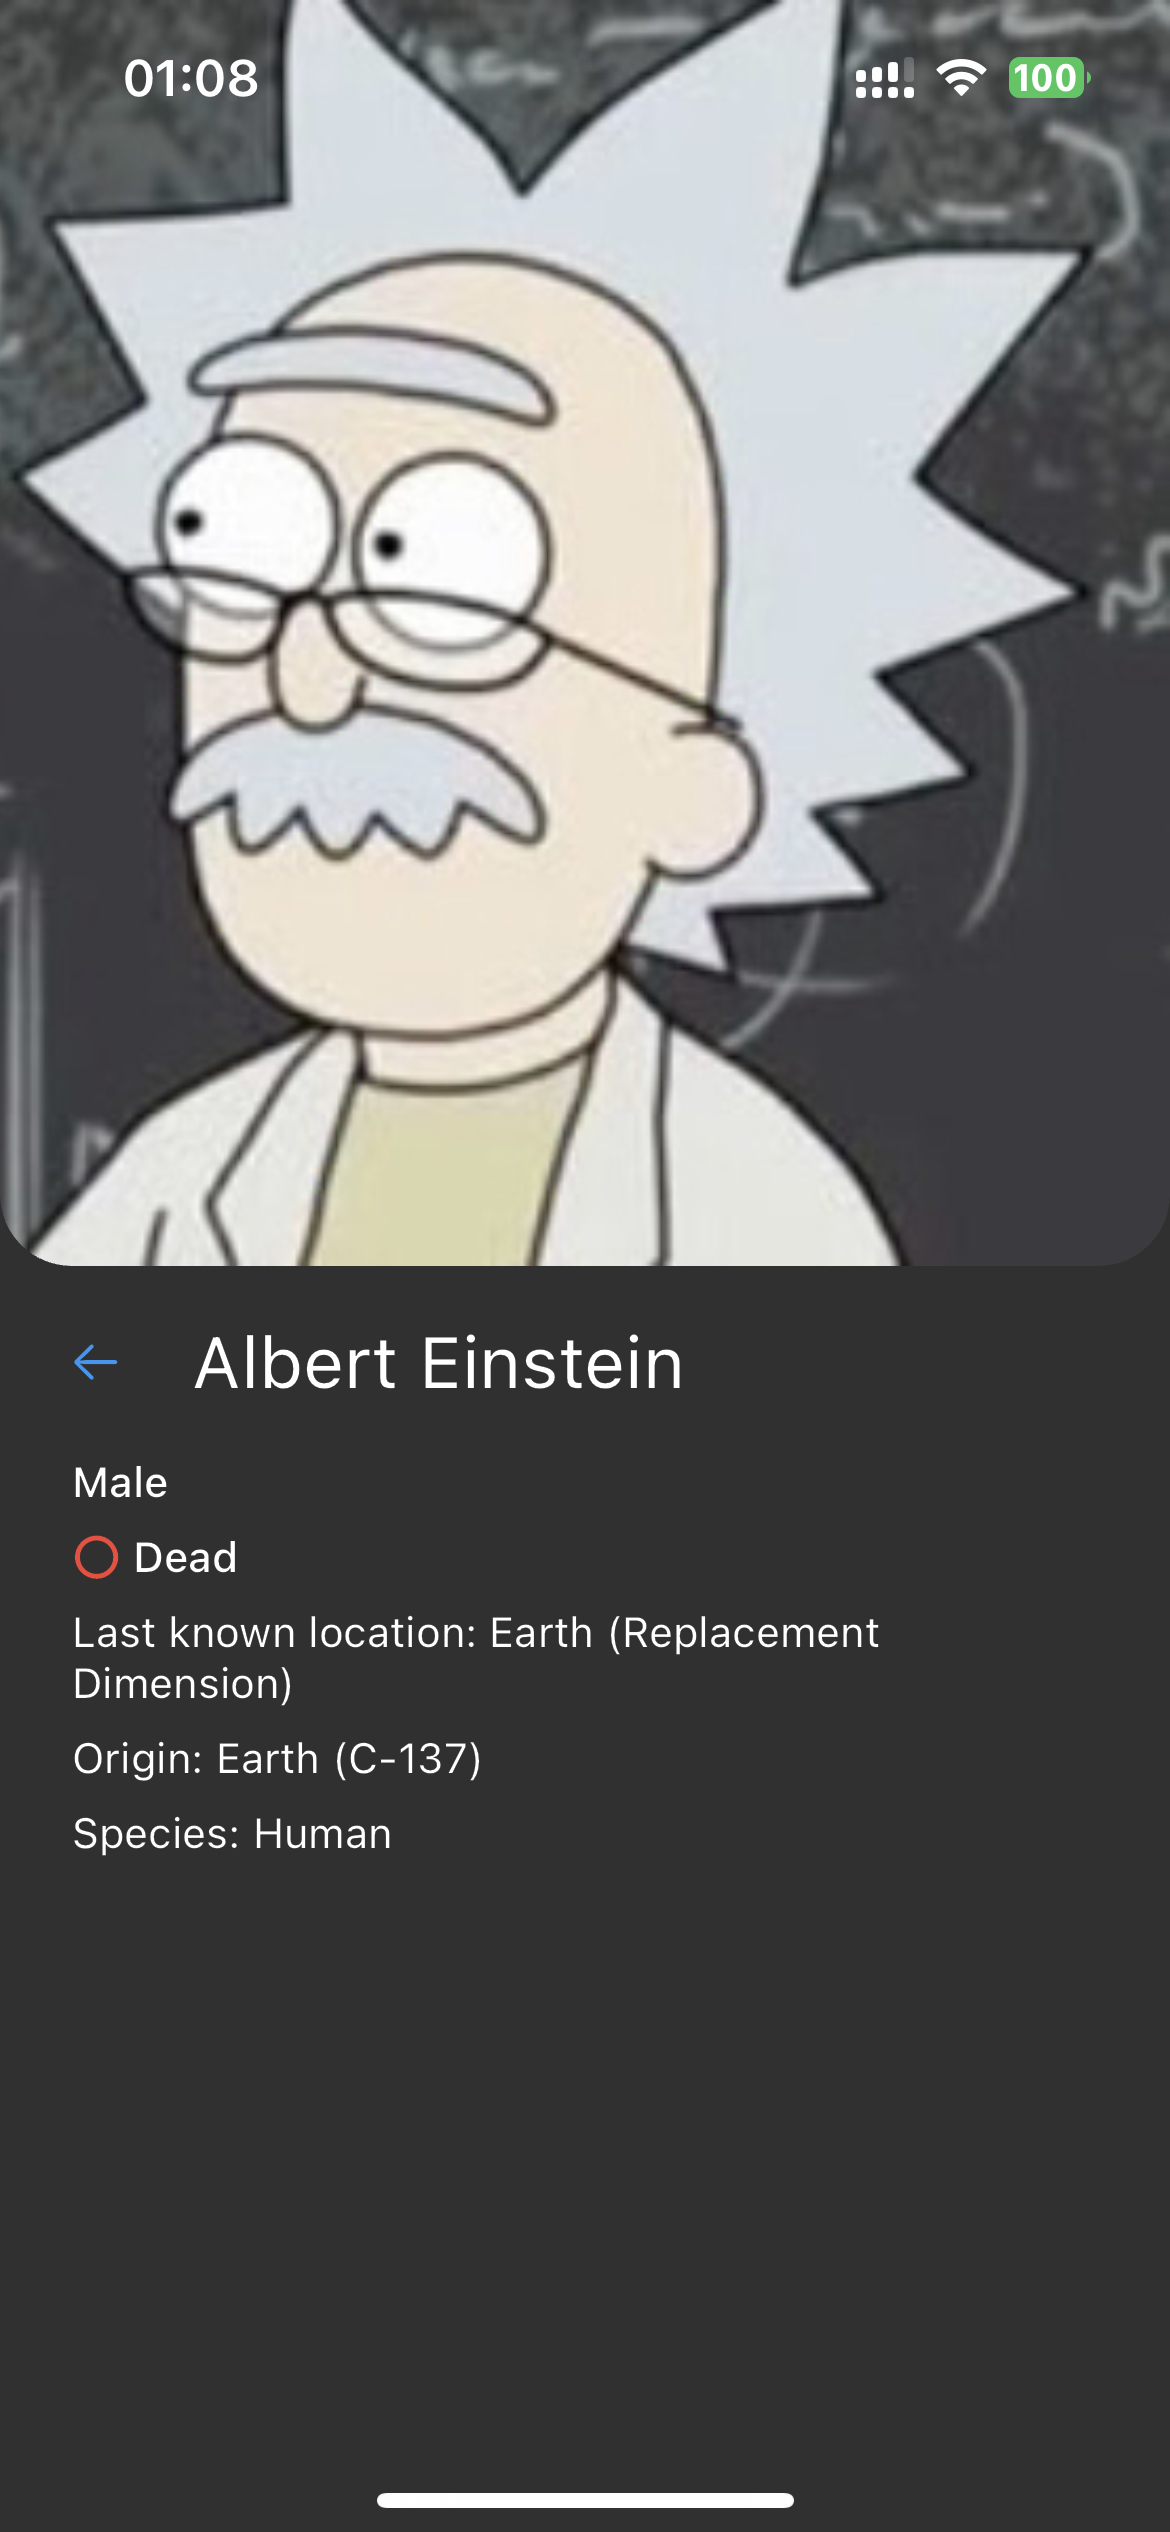 01:08
100
Albert Einstein
Male
Dead
Last known location: Earth (Replacement
Dimension)
Origin: Earth (C-137)
Species: Human